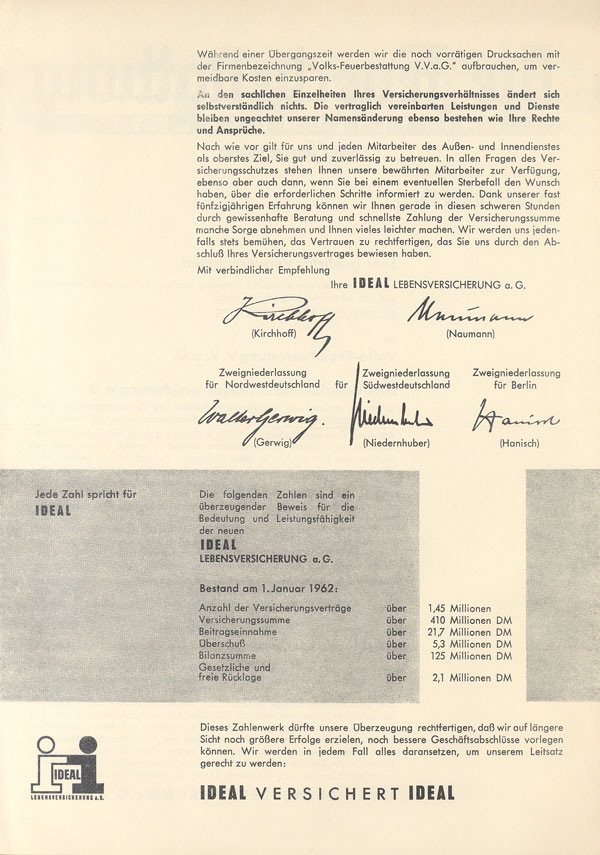 Während einer Übergangszeit werden wir die noch vorrätigen Drucksachen mit
der Firmenbezeichnung „Volks-Feuerbestattung V.V.a.G." aufbrauchen, um ver-
meidbare Kosten einzusparen.
An den sachlichen Einzelheiten Ihres Versicherungsverhältnisses ändert sich
selbstverständlich nichts. Die vertraglich vereinbarten Leistungen und Dienste
bleiben ungeachtet unserer Namensänderung ebenso bestehen wie Ihre Rechte
und Ansprüche.
Nach wie vor gilt für uns und jeden Mitarbeiter des Außen- und Innendienstes
als oberstes Ziel, Sie gut und zuverlässig zu betreuen. In allen Fragen des Ver-
sicherungsschutzes stehen Ihnen unsere bewährten Mitarbeiter zur Verfügung,
ebenso aber auch dann, wenn Sie bei einem eventuellen Sterbefall den Wunsch
haben, über die erforderlichen Schritte informiert zu werden. Dank unserer fast
fünfzigjährigen Erfahrung können wir Ihnen gerade in diesen schweren Stunden
durch gewissenhafte Beratung und schnellste Zahlung der Versicherungssumme
manche Sorge abnehmen und Ihnen vieles leichter machen. Wir werden uns jeden-
falls stets bemühen, das Vertrauen zu rechtfertigen, das Sie uns durch den Ab-
schluß Ihres Versicherungsvertrages bewiesen haben.
Mit verbindlicher Empfehlung
Ihre IDEAL LEBENSVERSICHERUNG a. G.
Kirchhoff Naumann
(Kirchhoff) (Naumann)
Zweigniederlassung Zweigniederlassung Zweigniederlassung
für Nordwestdeutschland für Südwestdeutschland für Berlin
Walter Gerwig. Niedernhuber Hanisch
(Gerwig) (Niedernhuber) (Hanisch)
Jede Zahl spricht für
IDEAL
Die folgenden Zahlen sind ein
überzeugender Beweis für die
Bedeutung und Leistungsfähigkeit
der neuen
IDEAL
LEBENSVERSICHERUNG a. G.
Bestand am 1. Januar 1962:
Anzahl der Versicherungsverträge über 1,45 Millionen
Versicherungssumme über 410 Millionen DM
Beitragseinnahme über 21,7 Millionen DM
Überschuß über 5,3 Millionen DM
Bilanzsumme über 125 Millionen DM
Gesetzliche und
freie Rücklage über 2,1 Millionen DM
Dieses Zahlenwerk dürfte unsere Überzeugung rechtfertigen, daß wir auf längere
Sicht noch größere Erfolge erzielen, noch bessere Geschäftsabschlüsse vorlegen
können. Wir werden in jedem Fall alles daransetzen, um unserem Leitsatz
gerecht zu werden:
IDEAL VERSICHERT IDEAL
IDEAL
LEBENSVERSICHERUNG a. G.